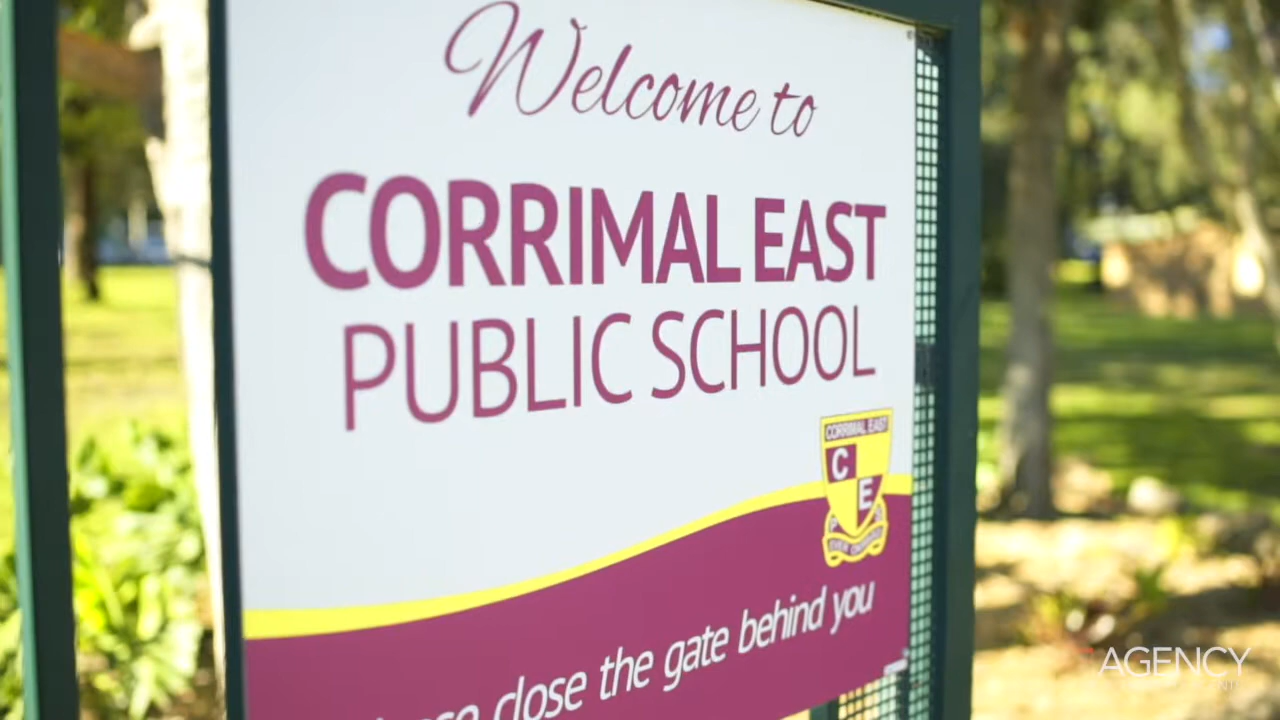 Welcome to
CORRIMAL EAST
PUBLIC SCHOOL
CORRIMAL EAST
C
E
P S
close the gate behind you
AGENCY